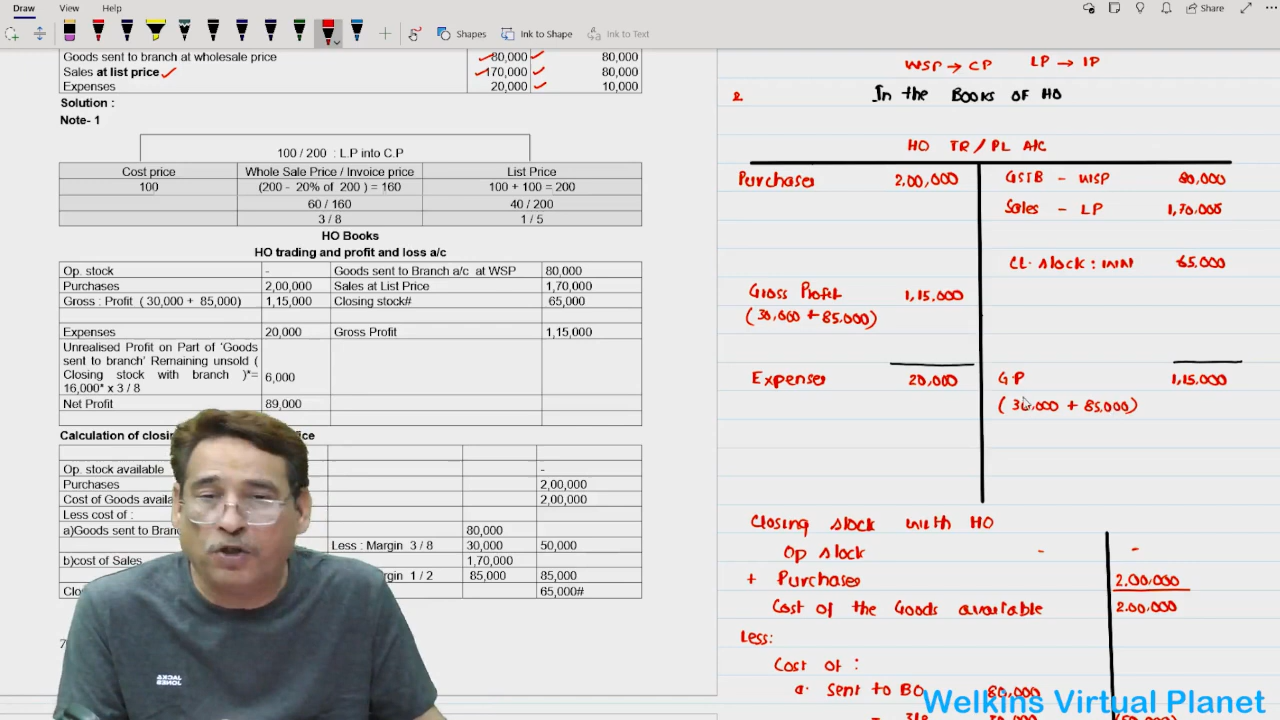 Draw View Help
Shapes Ink to Shape Ink to Text Share
Goods sent to branch at wholesale price 80,000 80,000
Sales at list price 170,000 80,000
Expenses 20,000 10,000
Solution :
Note- 1
100 / 200 : L.P into C.P
Cost price Whole Sale Price / Invoice price List Price
100 (200 - 20% of 200 ) = 160 100 + 100 = 200
60 / 160 40 / 200
3 / 8 1 / 5
HO Books
HO trading and profit and loss a/c
Op. stock - Goods sent to Branch a/c at WSP 80,000
Purchases 2,00,000 Sales at List Price 1,70,000
Gross : Profit ( 30,000 + 85,000) 1,15,000 Closing stock# 65,000
Expenses 20,000 Gross Profit 1,15,000
Unrealised Profit on Part of 'Goods
sent to branch' Remaining unsold (
Closing stock with branch )*=
16,000* x 3 / 8 6,000
Net Profit 89,000
Calculation of
Op. stock available -
Purchases 2,00,000
Cost of Goods 2,00,000
Less cost of :
a)Goods sent to 80,000
Less : Margin 3 / 8 30,000 50,000
b)cost of Sales 1,70,000
1 / 2 85,000 85,000
65,000#
WSP → CP LP → IP
2 In the Books OF HO
HO TR / PL A/C
Purchases 2,00,000 GSTB - WSP 80,000
Sales - LP 1,70,000
CL. stock : 65,000
Gross Profit 1,15,000
( 30,000 + 85,000)
Expenses 20,000 GP 1,15,000
( 30,000 + 85,000)
Closing stock with HO
Op stock - -
+ Purchases 2,00,000
Cost of the Goods available 2,00,000
Less:
Cost of :
a. Sent to BO 80,000
Welkins Virtual Planet